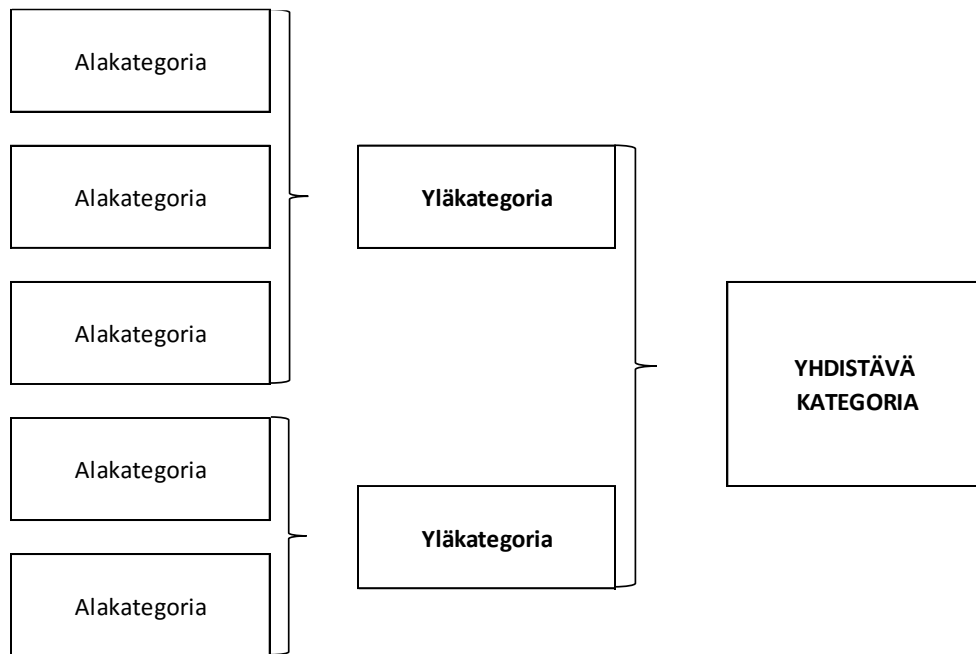 Alakategoria
Alakategoria
Alakategoria
Alakategoria
Alakategoria
Yläkategoria
Yläkategoria
YHDISTÄVÄ
KATEGORIA